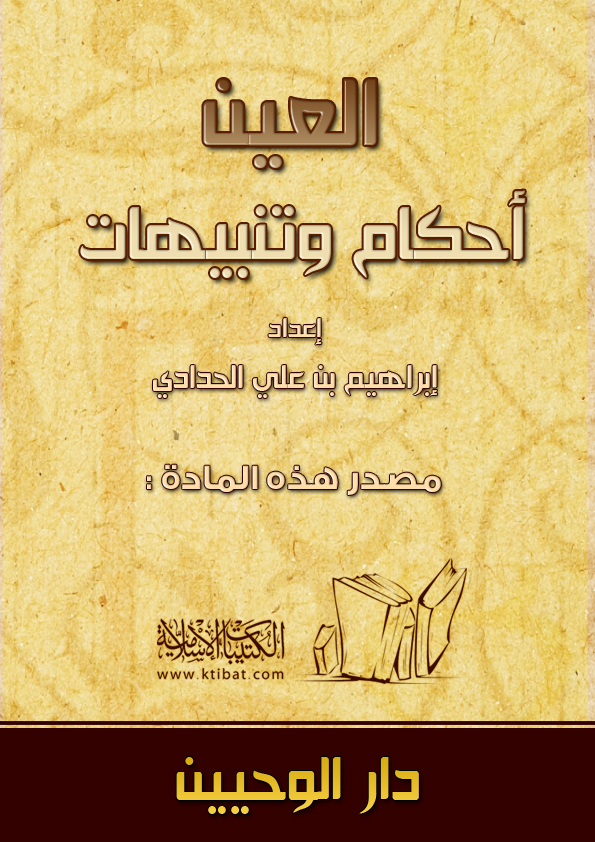 العين
أحكام وتنبيهات
إعداد
إبراهيم بن علي الحدادي
مصدر هذه المادة :
الكتيبات الإسلامية
www.ktibat.com
دار الوحيين